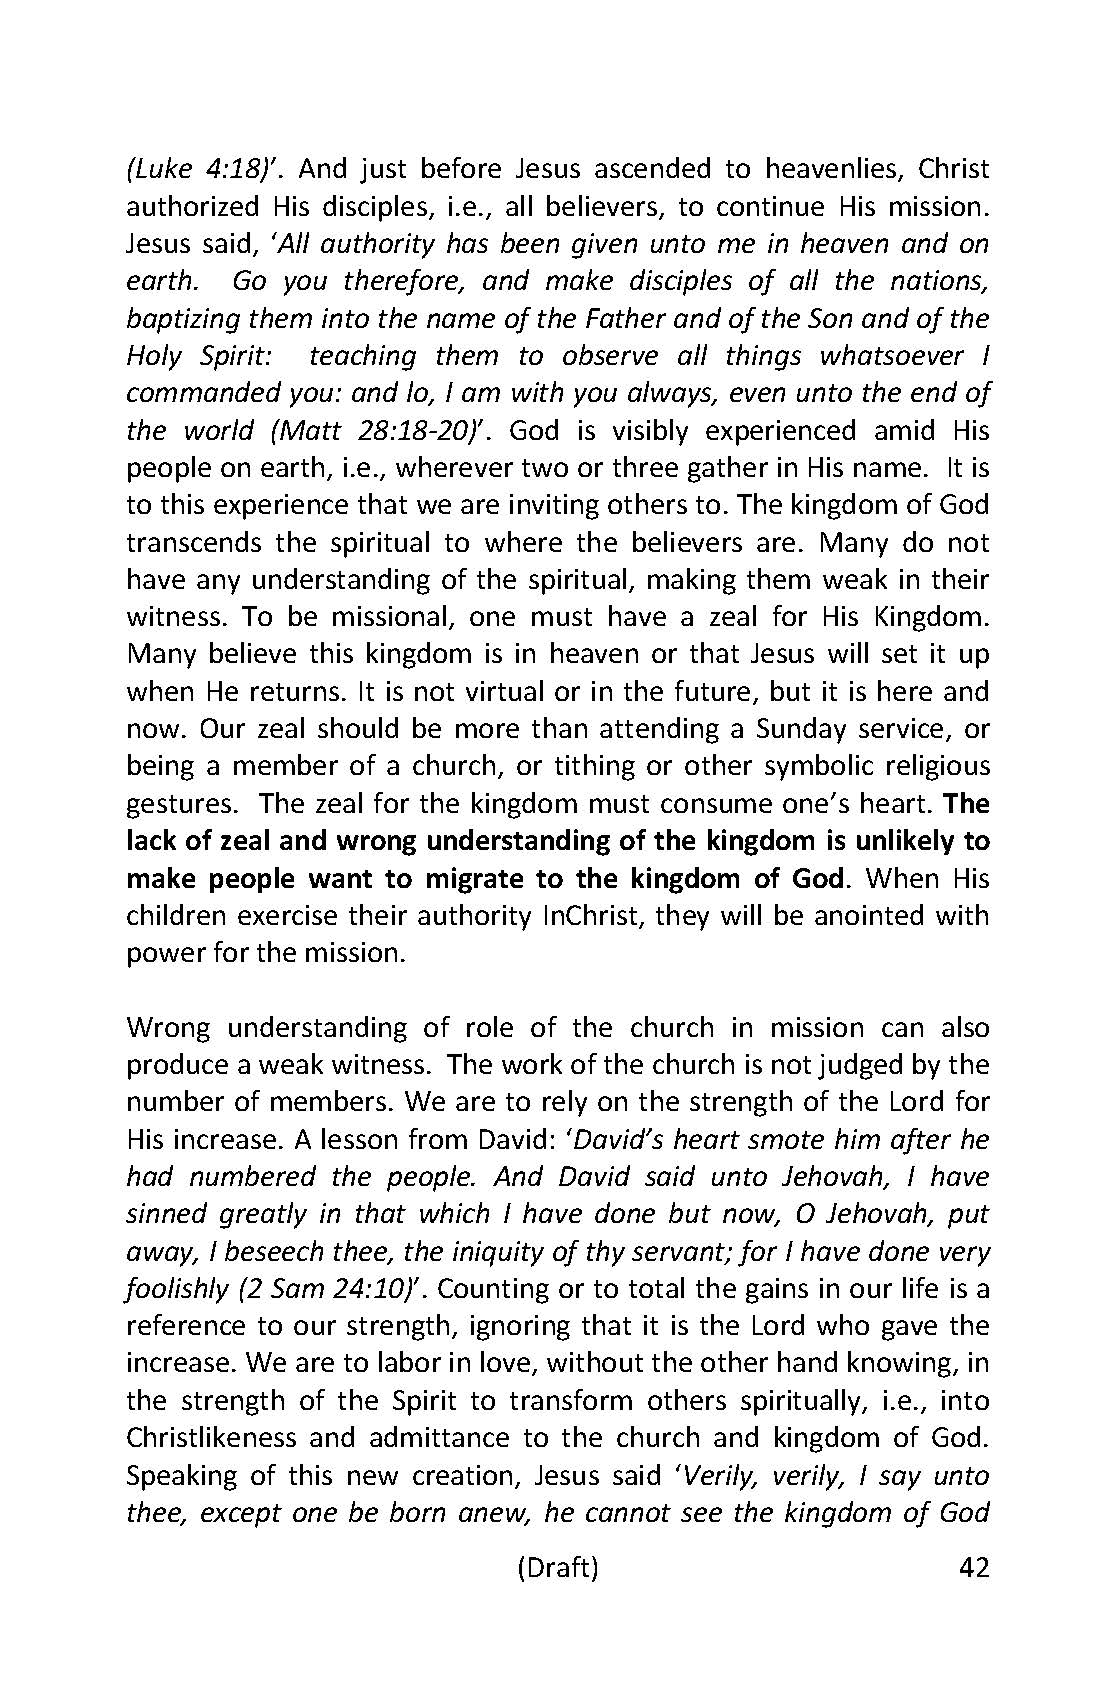 (Luke 4:18)’. And just before Jesus ascended to heavenlies, Christ
authorized His disciples, i.e., all believers, to continue His mission.
Jesus said, ‘All authority has been given unto me in heaven and on
earth. Go you therefore, and make disciples of all the nations,
baptizing them into the name of the Father and of the Son and of the
Holy Spirit: teaching them to observe all things whatsoever I
commanded you: and lo, I am with you always, even unto the end of
the world (Matt 28:18-20)’. God is visibly experienced amid His
people on earth, i.e., wherever two or three gather in His name. It is
to this experience that we are inviting others to. The kingdom of God
transcends the spiritual to where the believers are. Many do not
have any understanding of the spiritual, making them weak in their
witness. To be missional, one must have a zeal for His Kingdom.
Many believe this kingdom is in heaven or that Jesus will set it up
when He returns. It is not virtual or in the future, but it is here and
now. Our zeal should be more than attending a Sunday service, or
being a member of a church, or tithing or other symbolic religious
gestures. The zeal for the kingdom must consume one’s heart. The
lack of zeal and wrong understanding of the kingdom is unlikely to
make people want to migrate to the kingdom of God. When His
children exercise their authority InChrist, they will be anointed with
power for the mission.
Wrong understanding of role of the church in mission can also
produce a weak witness. The work of the church is not judged by the
number of members. We are to rely on the strength of the Lord for
His increase. A lesson from David: ‘David’s heart smote him after he
had numbered the people. And David said unto Jehovah, I have
sinned greatly in that which I have done but now, O Jehovah, put
away, I beseech thee, the iniquity of thy servant; for I have done very
foolishly (2 Sam 24:10)’. Counting or to total the gains in our life is a
reference to our strength, ignoring that it is the Lord who gave the
increase. We are to labor in love, without the other hand knowing, in
the strength of the Spirit to transform others spiritually, i.e., into
Christlikeness and admittance to the church and kingdom of God.
Speaking of this new creation, Jesus said ‘Verily, verily, I say unto
thee, except one be born anew, he cannot see the kingdom of God
(Draft) 42